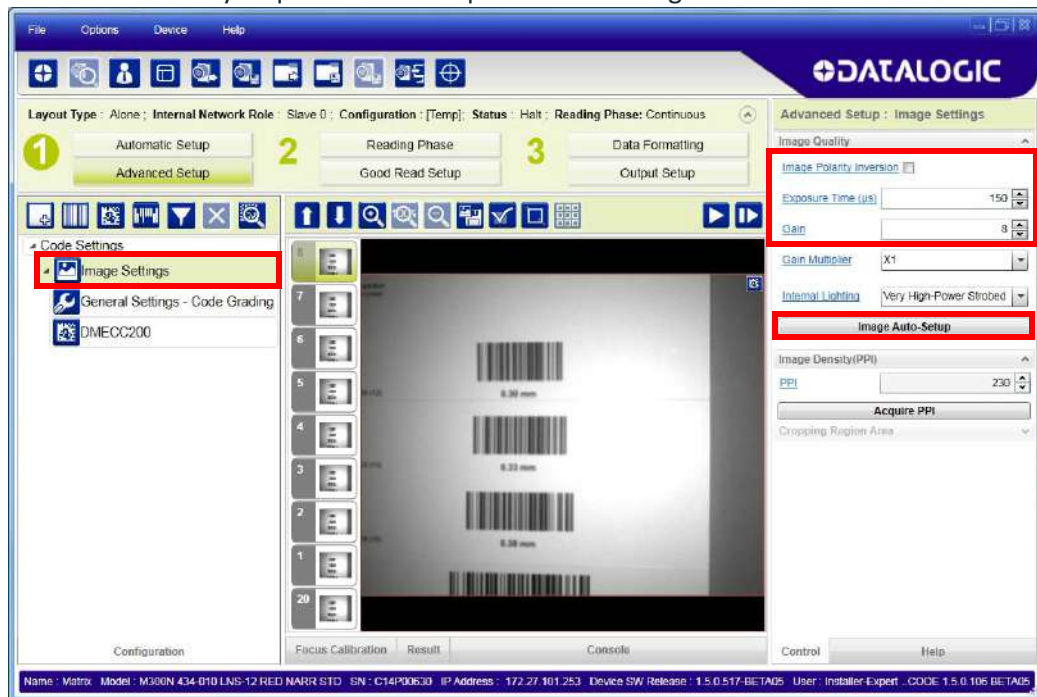 File Options Device Help
DATALOGIC
Layout Type : Alone ; Internal Network Role : Slave 0 ; Configuration : [Temp]; Status : Halt ; Reading Phase: Continuous
1 Automatic Setup 2 Reading Phase 3 Data Formatting
Advanced Setup Good Read Setup Output Setup
Code Settings
Image Settings
General Settings - Code Grading
DMECC200
Configuration
8
7
6
5
4
3
2
1
20
0.30 mm
0.33 mm
0.38 mm
Focus Calibration Result Console
Advanced Setup : Image Settings
Image Quality
Image Polarity Inversion
Exposure Time (µs) 150
Gain 8
Gain Multiplier X1
Internal Lighting Very High-Power Strobed
Image Auto-Setup
Image Density(PPI)
PPI 230
Acquire PPI
Cropping Region Area
Control Help
Name : Matrix Model : M300N 434-010 LNS-12 RED NARR STD SN : C14P00630 IP Address : 172.27.101.253 Device SW Release : 1.5.0.517-BETA05 User : Installer-Expert ..CODE 1.5.0.106 BETA05